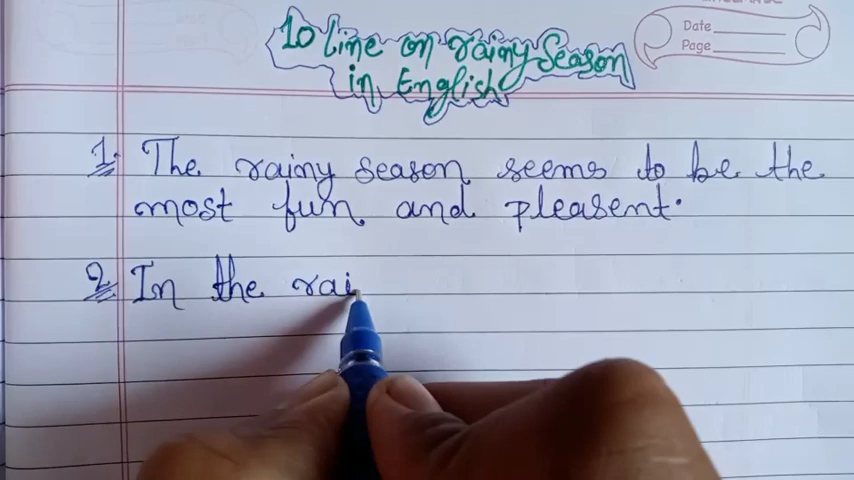 Date
Page
10 line on rainy Season
in English
1. The rainy season seems to be the
most fun and pleasent.
2. In the rai